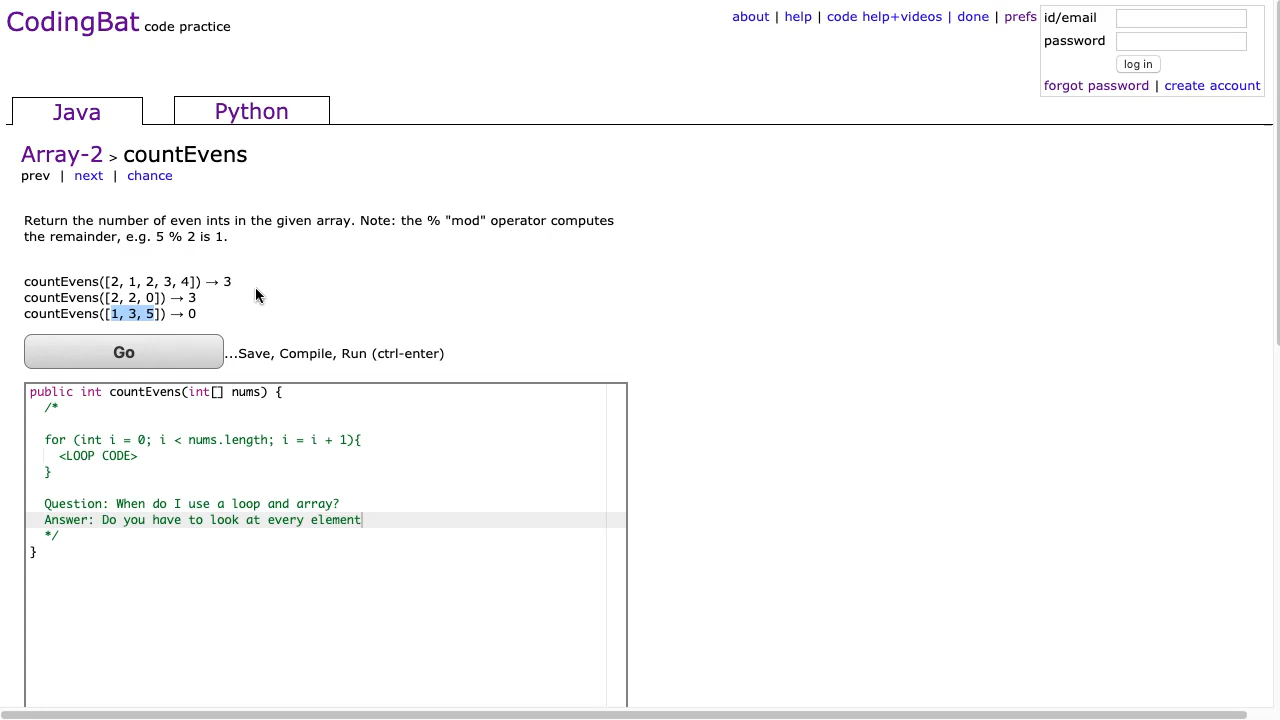 CodingBat code practice
about | help | code help+videos | done | prefs
id/email
password
log in
forgot password | create account
Java
Python
Array-2 > countEvens
prev | next | chance
Return the number of even ints in the given array. Note: the % "mod" operator computes
the remainder, e.g. 5 % 2 is 1.
countEvens([2, 1, 2, 3, 4]) → 3
countEvens([2, 2, 0]) → 3
countEvens([1, 3, 5]) → 0
Go
...Save, Compile, Run (ctrl-enter)
public int countEvens(int[] nums) {
/*
for (int i = 0; i < nums.length; i = i + 1){
<LOOP CODE>
}
Question: When do I use a loop and array?
Answer: Do you have to look at every element
*/
}